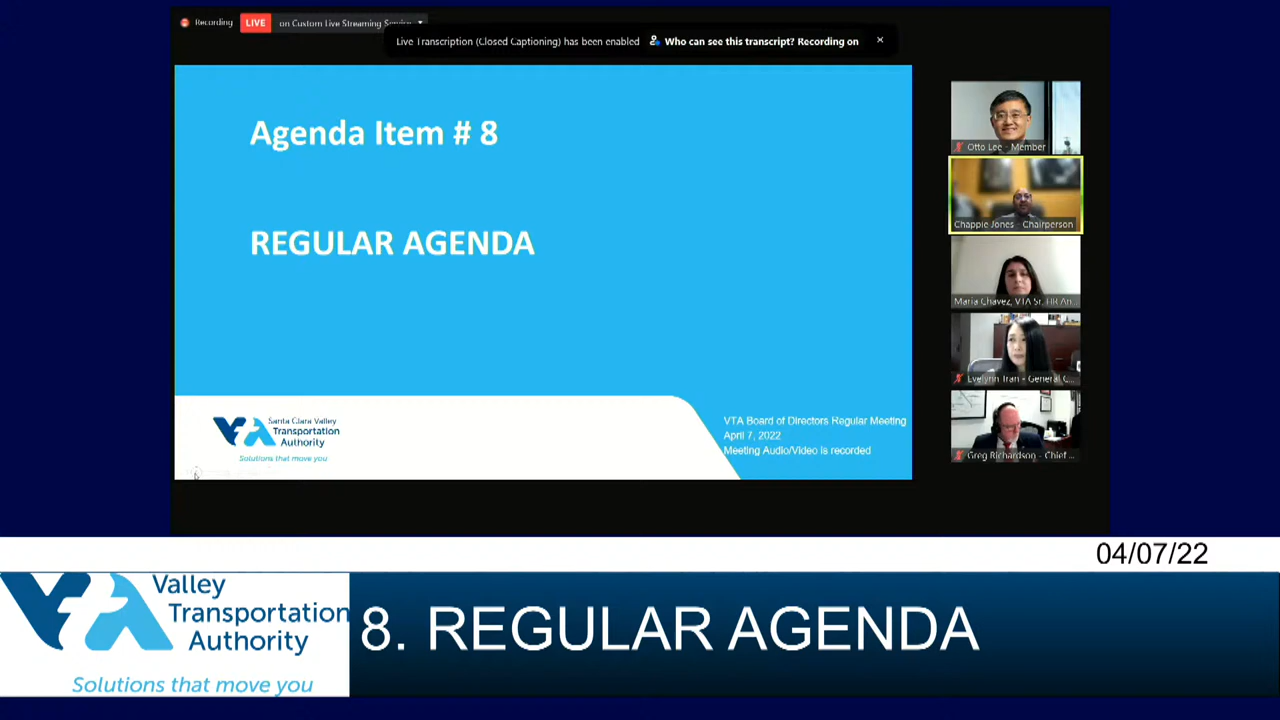 Recording
LIVE
on Custom Live Streaming Service
Live Transcription (Closed Captioning) has been enabled
Who can see this transcript? Recording on
Agenda Item # 8
REGULAR AGENDA
Santa Clara Valley
Transportation
Authority
Solutions that move you
VTA Board of Directors Regular Meeting
April 7, 2022
Meeting Audio/Video is recorded
Otto Lee - Member
Chappie Jones - Chairperson
Maria Chavez, VTA Sr. HR An...
Evelynn Tran - General C...
Greg Richardson - Chief ...
04/07/22
VTA
Valley
Transportation
Authority
Solutions that move you
8. REGULAR AGENDA